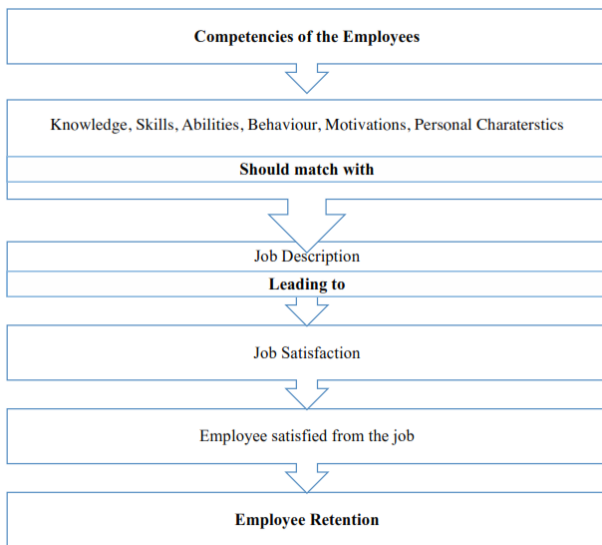 Competencies of the Employees
Knowledge, Skills, Abilities, Behaviour, Motivations, Personal Charaterstics
Should match with
Job Description
Leading to
Job Satisfaction
Employee satisfied from the job
Employee Retention